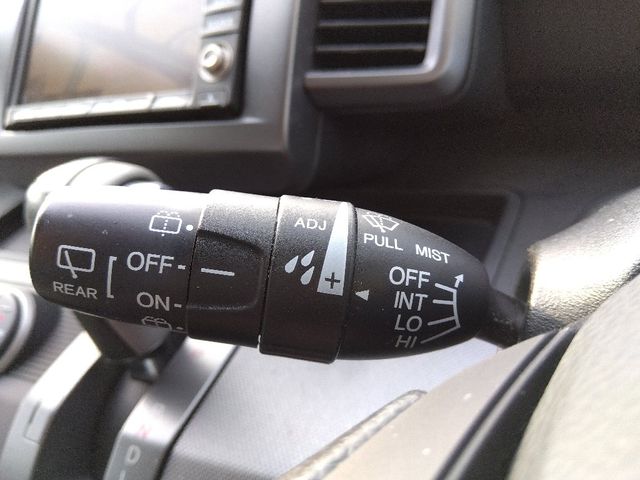 ADJ
PULL MIST
OFF
INT
LO
HI
OFF
ON
REAR
+
D